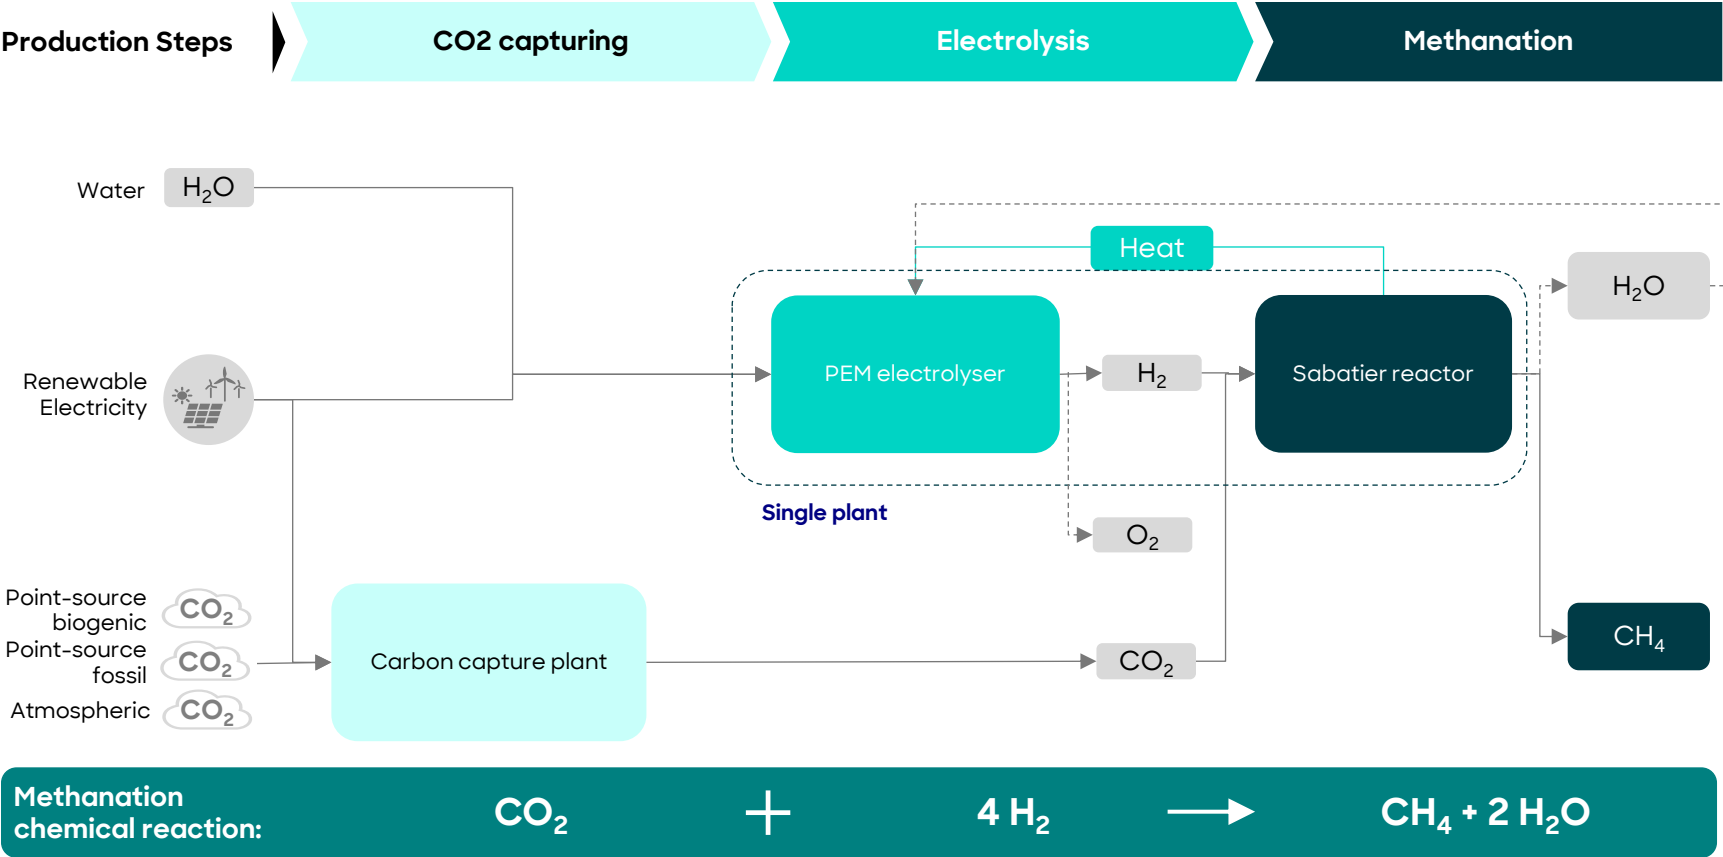 Production Steps
CO2 capturing
Electrolysis
Methanation
Water
H₂O
Heat
H₂O
Renewable
Electricity
PEM electrolyser
H₂
Sabatier reactor
Single plant
O₂
Point-source
biogenic
CO₂
Point-source
fossil
CO₂
Atmospheric
CO₂
Carbon capture plant
CO₂
CH₄
Methanation
chemical reaction:
CO₂ + 4 H₂ → CH₄ + 2 H₂O